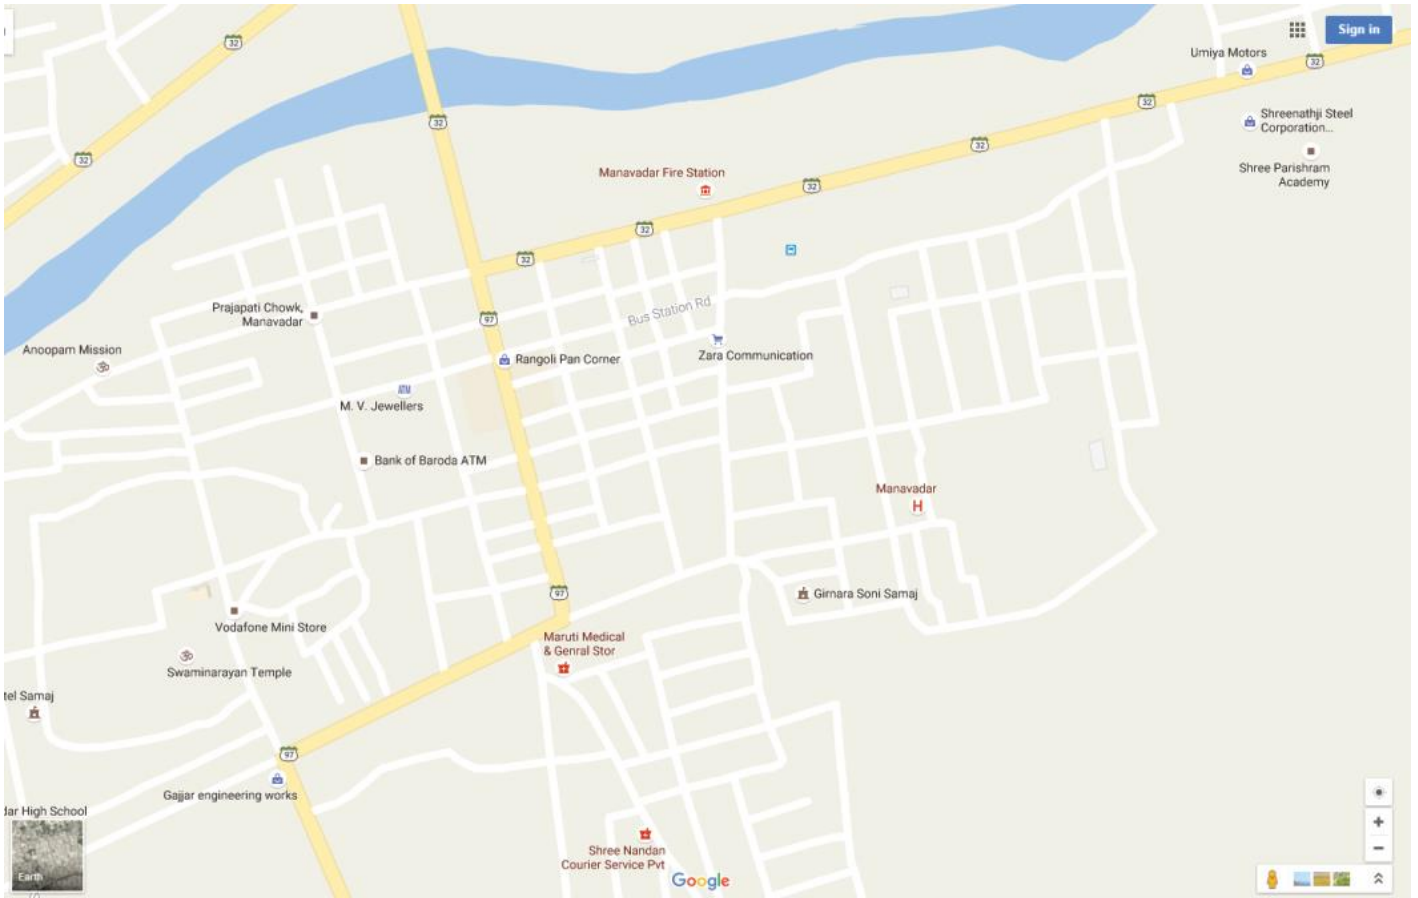 Sign in
32
Umiya Motors
32
32
32
Shreenathji Steel
Corporation...
32
32
32
Shree Parishram
Academy
Manavadar Fire Station
32
32
32
Prajapati Chowk,
Manavadar
97
Bus Station Rd
Anoopam Mission
Rangoli Pan Corner
Zara Communication
ATM
M. V. Jewellers
Bank of Baroda ATM
Manavadar
H
97
Girnara Soni Samaj
Vodafone Mini Store
Maruti Medical
& Genral Stor
Swaminarayan Temple
tel Samaj
97
Gajjar engineering works
dar High School
Shree Nandan
Courier Service Pvt
Earth
Google